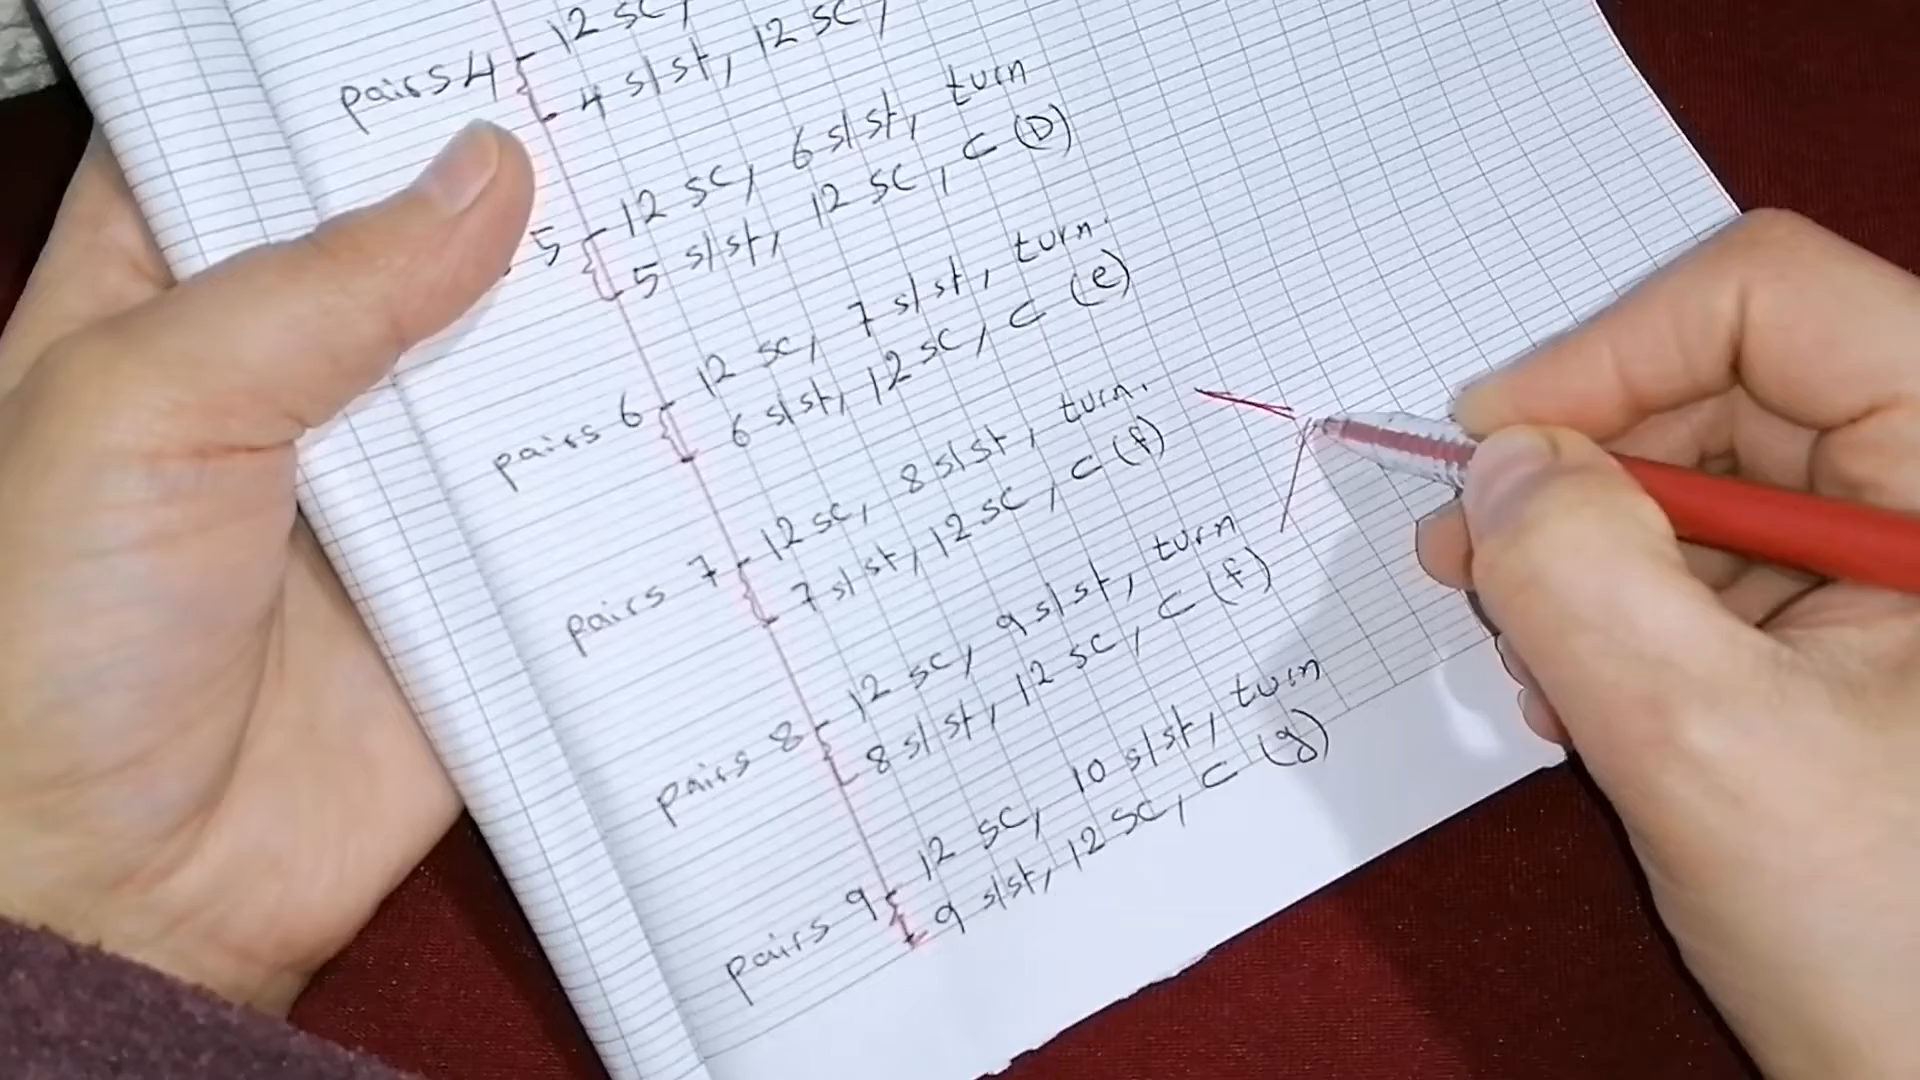 12 sc,
pairs 4 - 4 slst, 12 sc,
5 - 12 sc, 6 slst, turn
5 slst, 12 sc, c (D)
pairs 6 - 12 sc, 7 slst, turn.
6 slst, 12 sc, c (e)
pairs 7 - 12 sc, 8 slst, turn.
7 slst, 12 sc, c (f)
pairs 8 - 12 sc, 9 slst, turn
8 slst, 12 sc, c (f)
pairs 9 - 12 sc, 10 slst, turn
9 slst, 12 sc, c (g)